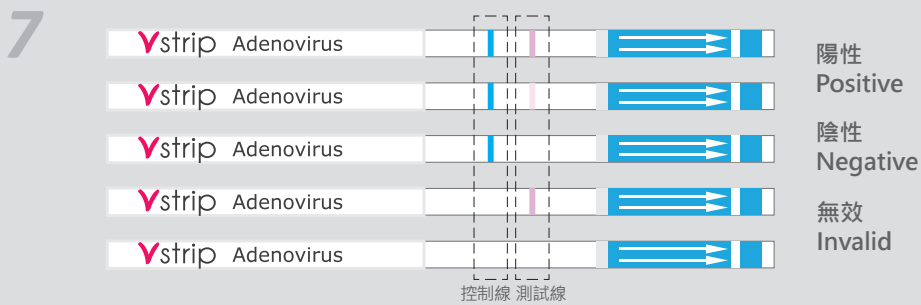 7
Vstrip Adenovirus
Vstrip Adenovirus
陽性
Positive
Vstrip Adenovirus
陰性
Negative
Vstrip Adenovirus
Vstrip Adenovirus
無效
Invalid
控制線 測試線